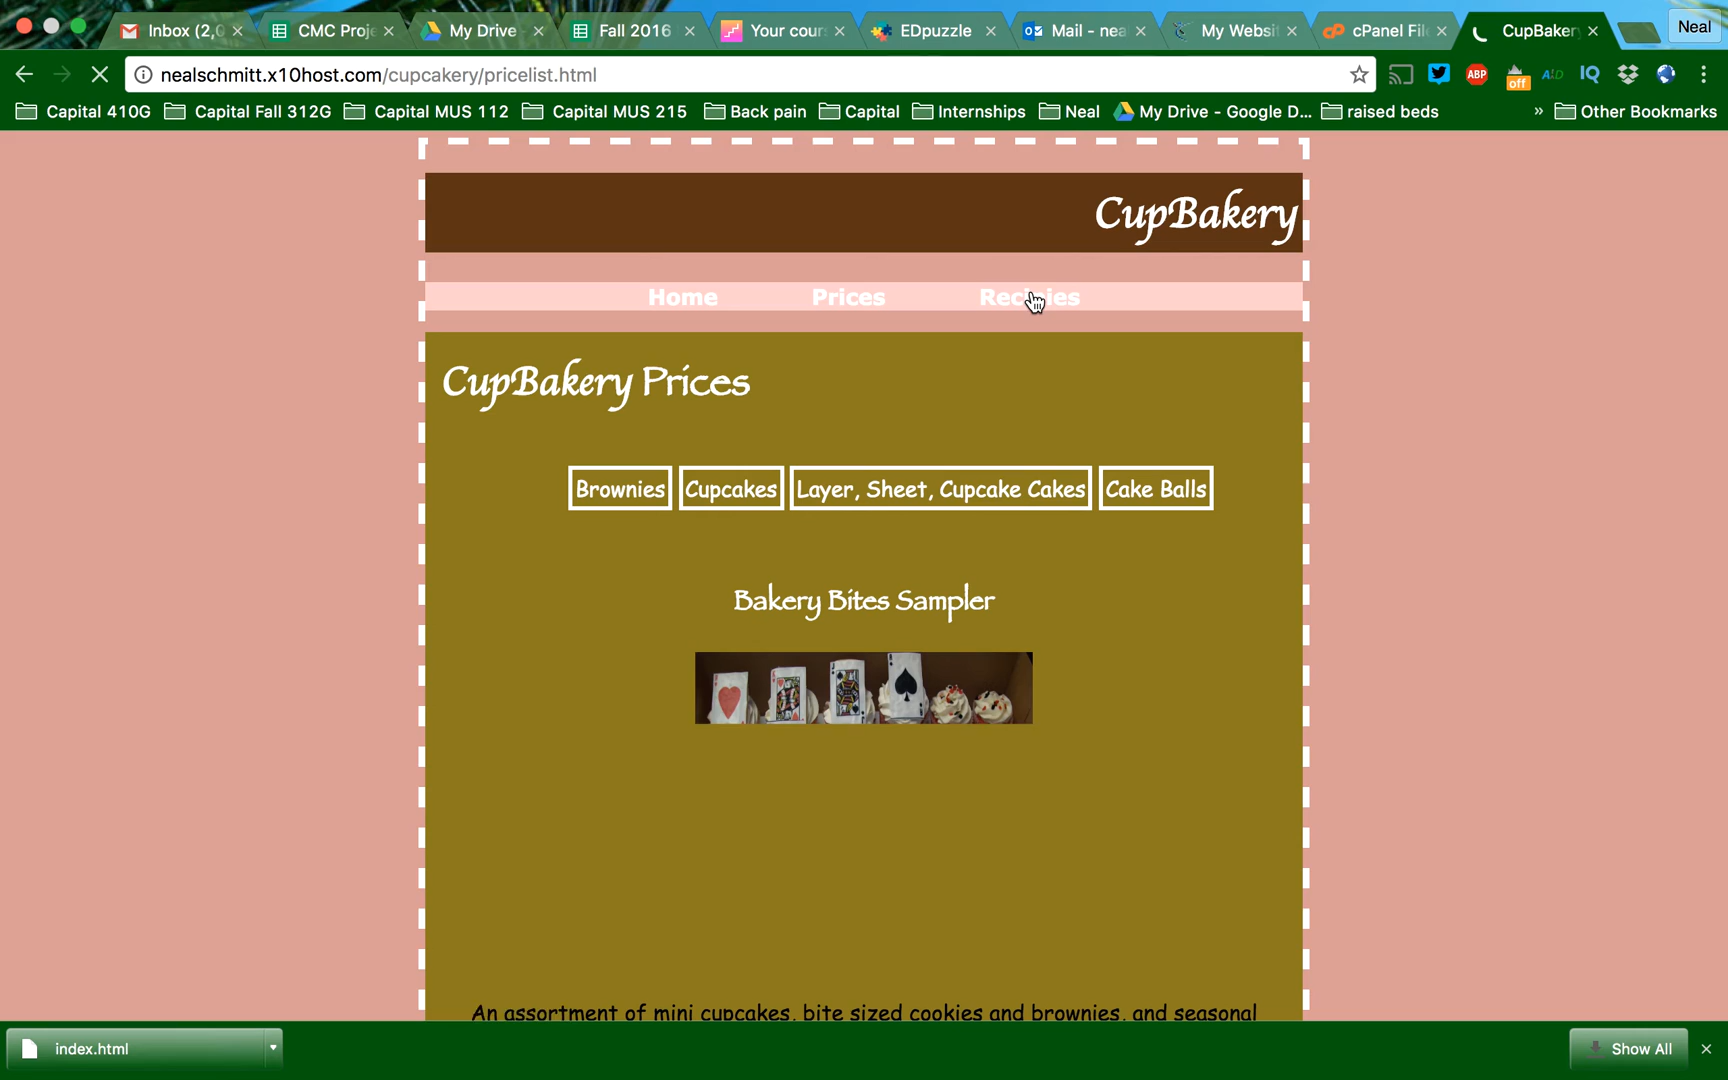 Inbox (2,
CMC Proj
My Drive
Fall 2016
Your cour
EDpuzzle
Mail - nea
My Websi
cPanel Fil
CupBaker
Neal
nealschmitt.x10host.com/cupcakery/pricelist.html
ABP
off
IQ
Capital 410G
Capital Fall 312G
Capital MUS 112
Capital MUS 215
Back pain
Capital
Internships
Neal
My Drive - Google D...
raised beds
»
Other Bookmarks
CupBakery
Home
Prices
Recipies
CupBakery Prices
Brownies
Cupcakes
Layer, Sheet, Cupcake Cakes
Cake Balls
Bakery Bites Sampler
An assortment of mini cupcakes, bite sized cookies and brownies, and seasonal
index.html
Show All